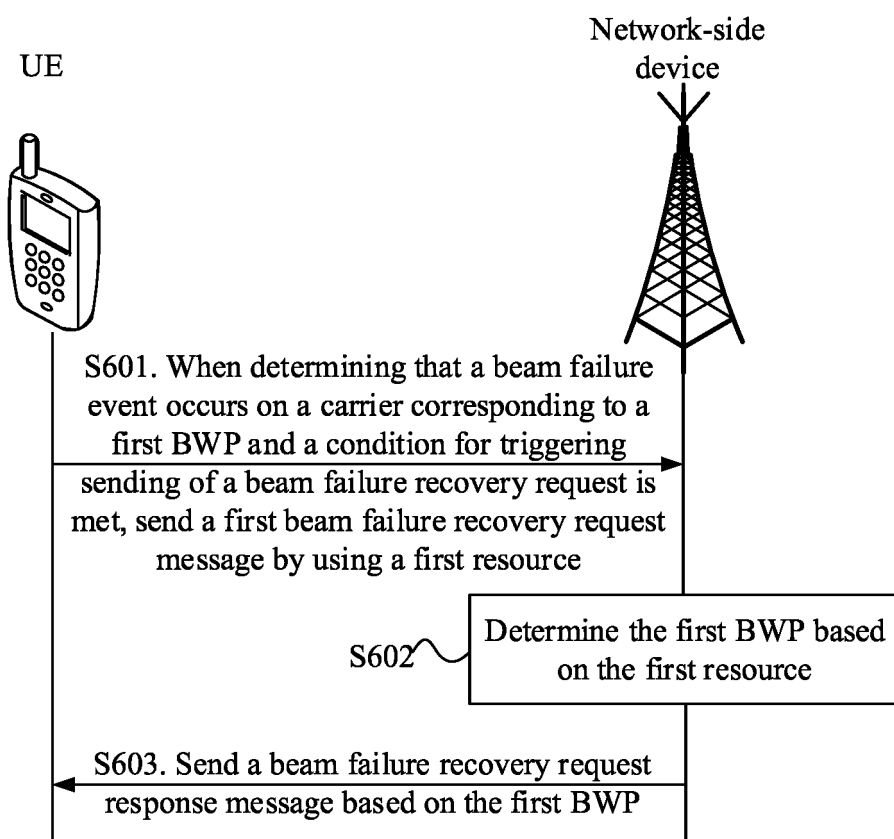 Network-side
device
UE
S601. When determining that a beam failure
event occurs on a carrier corresponding to a
first BWP and a condition for triggering
sending of a beam failure recovery request is
met, send a first beam failure recovery request
message by using a first resource
S602
Determine the first BWP based
on the first resource
S603. Send a beam failure recovery request
response message based on the first BWP